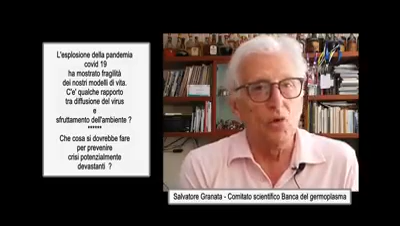 L'esplosione della pandemia
covid 19
ha mostrato fragilità
dei nostri modelli di vita.
C'e' qualche rapporto
tra diffusione del virus
e
sfruttamento dell'ambiente ?
******
Che cosa si dovrebbe fare
per prevenire
crisi potenzialmente
devastanti ?
Salvatore Granata - Comitato scientifico Banca del germoplasma